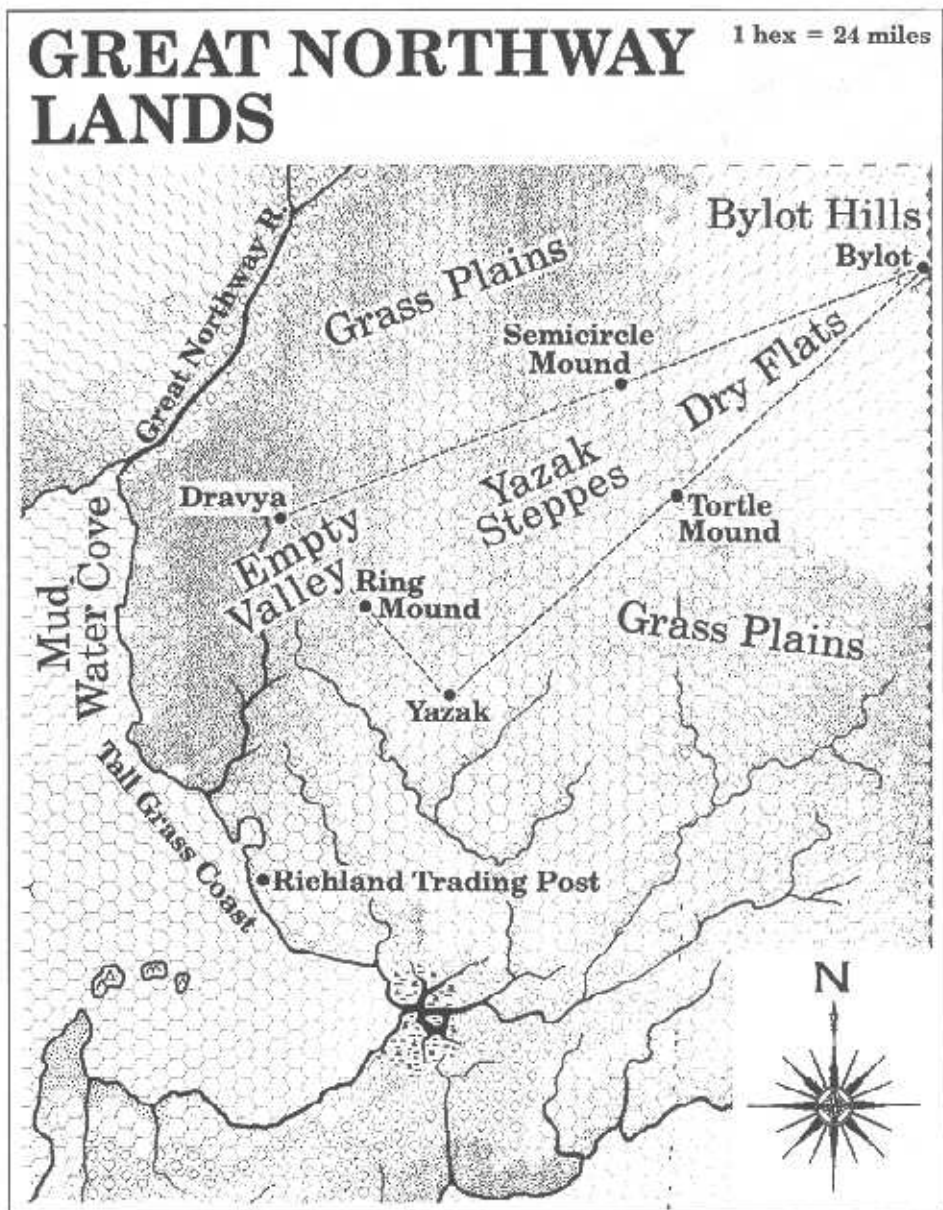 GREAT NORTHWAY
LANDS
1 hex = 24 miles
Great Northway R.
Grass Plains
Bylot Hills
Bylot
Semicircle
Mound
Dry Flats
Dravya
Yazak
Steppes
Tortle
Mound
Empty
Valley
Ring
Mound
Mud
Water Cove
Grass Plains
Yazak
Tall Grass Coast
Richland Trading Post
N